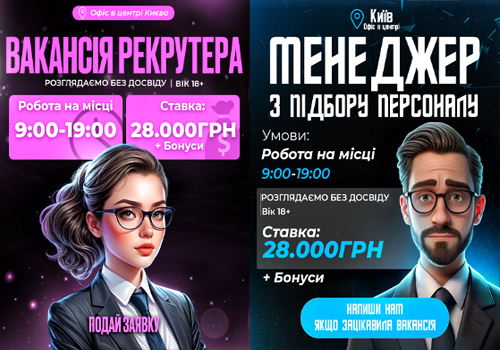 Офіс в центрі Києва
ВАКАНСІЯ РЕКРУТЕРА
РОЗГЛЯДАЄМО БЕЗ ДОСВІДУ | ВІК 18+
Робота на місці
9:00-19:00
Ставка:
28.000ГРН
+ Бонуси
ПОДАЙ ЗАЯВКУ
Київ
Офіс в центрі
МЕНЕДЖЕР
З ПІДБОРУ ПЕРСОНАЛУ
Умови:
Робота на місці
9:00-19:00
РОЗГЛЯДАЄМО БЕЗ ДОСВІДУ
Вік 18+
Ставка:
28.000ГРН
+ Бонуси
НАПИШИ НАМ
ЯКЩО ЗАЦІКАВИЛА ВАКАНСІЯ